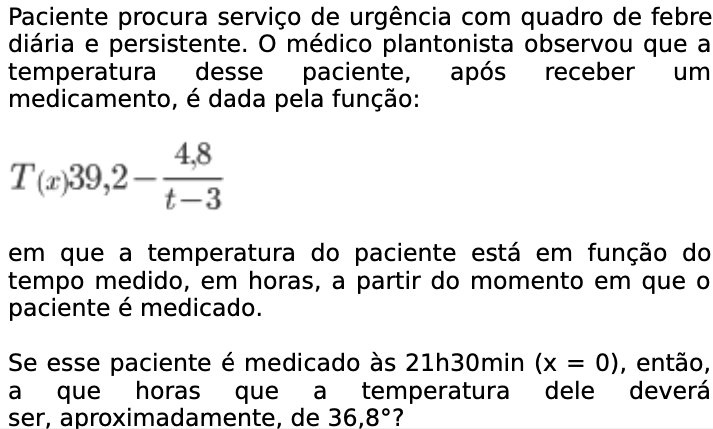 Paciente procura serviço de urgência com quadro de febre
diária e persistente. O médico plantonista observou que a
temperatura desse paciente, após receber um
medicamento, é dada pela função:
T(x)39,2 − 4,8 / (t − 3)
em que a temperatura do paciente está em função do
tempo medido, em horas, a partir do momento em que o
paciente é medicado.
Se esse paciente é medicado às 21h30min (x = 0), então,
a que horas que a temperatura dele deverá
ser, aproximadamente, de 36,8°?